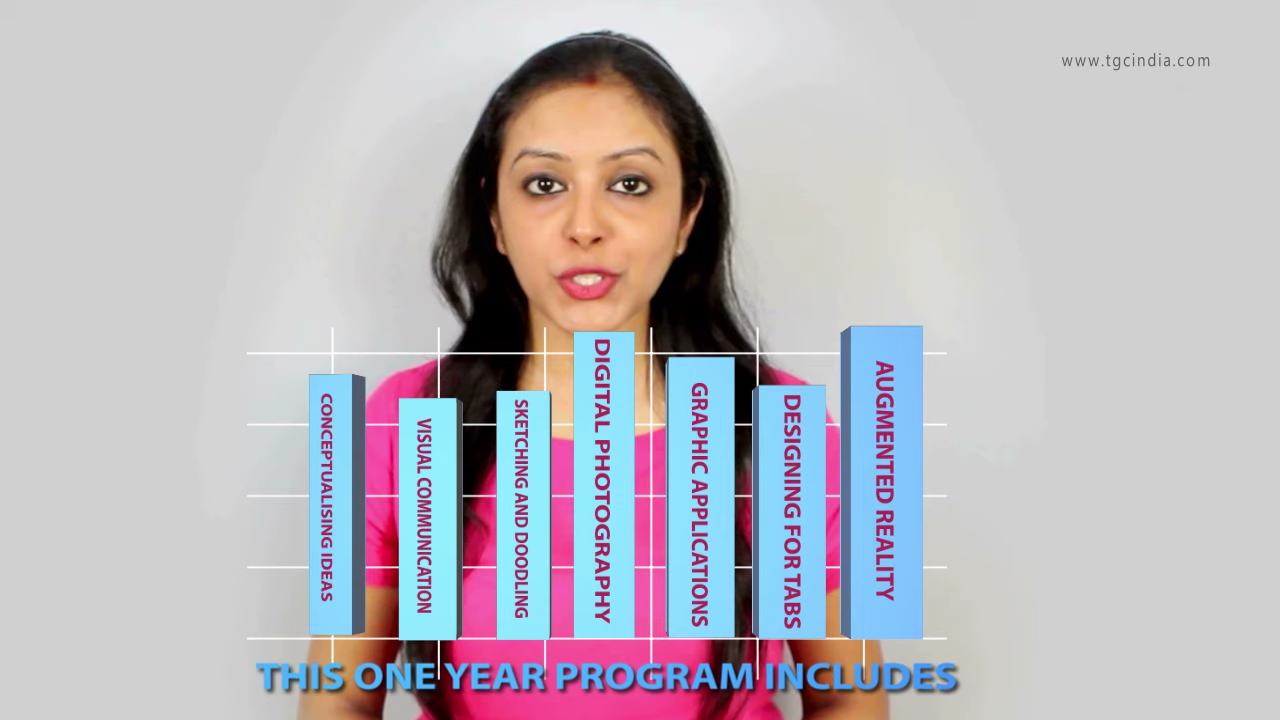 www.tgcindia.com
CONCEPTUALISING IDEAS
VISUAL COMMUNICATION
SKETCHING AND DOODLING
DIGITAL PHOTOGRAPHY
GRAPHIC APPLICATIONS
DESIGNING FOR TABS
AUGMENTED REALITY
THIS ONE YEAR PROGRAM INCLUDES